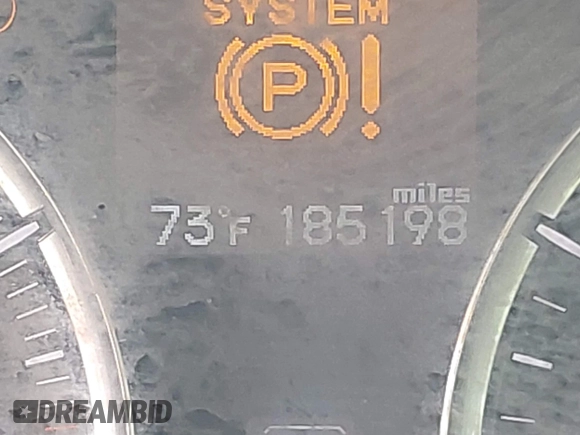 SYSTEM
P !
miles
73°F 185198
DREAMBID